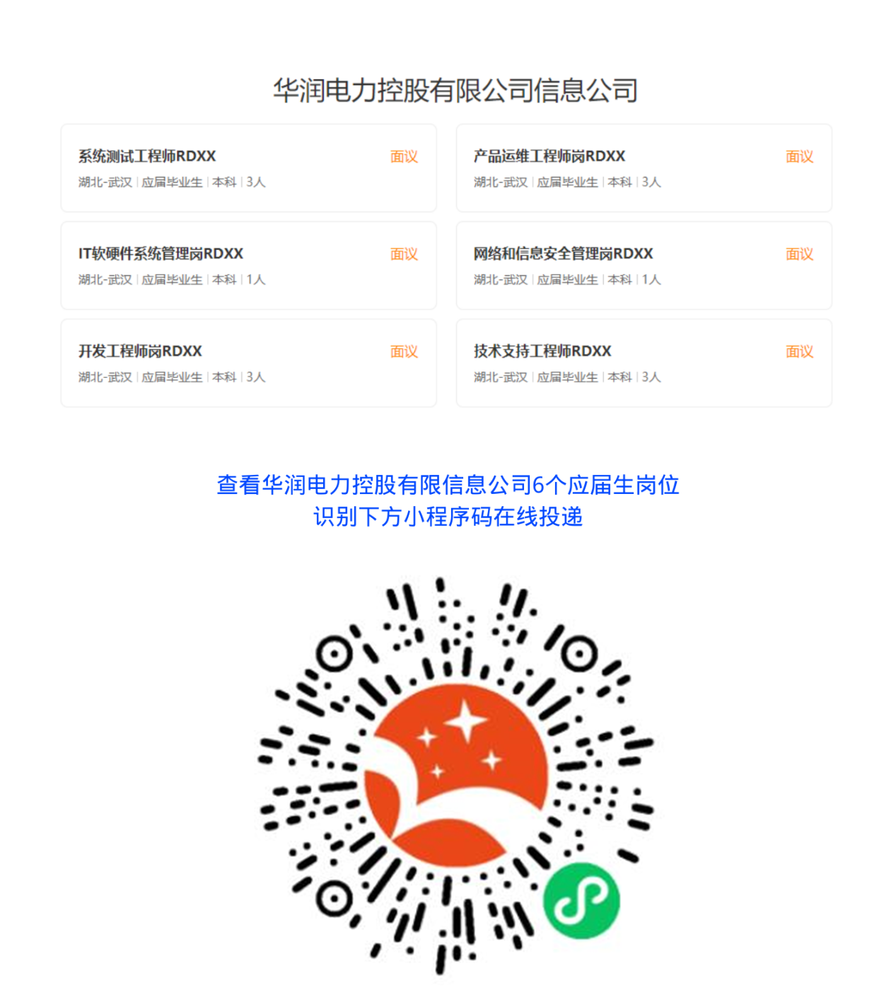 华润电力控股有限公司信息公司
系统测试工程师RDXX 面议
湖北-武汉 | 应届毕业生 | 本科 | 3人
产品运维工程师岗RDXX 面议
湖北-武汉 | 应届毕业生 | 本科 | 3人
IT软硬件系统管理岗RDXX 面议
湖北-武汉 | 应届毕业生 | 本科 | 1人
网络和信息安全管理岗RDXX 面议
湖北-武汉 | 应届毕业生 | 本科 | 1人
开发工程师岗RDXX 面议
湖北-武汉 | 应届毕业生 | 本科 | 3人
技术支持工程师RDXX 面议
湖北-武汉 | 应届毕业生 | 本科 | 3人
查看华润电力控股有限信息公司6个应届生岗位
识别下方小程序码在线投递